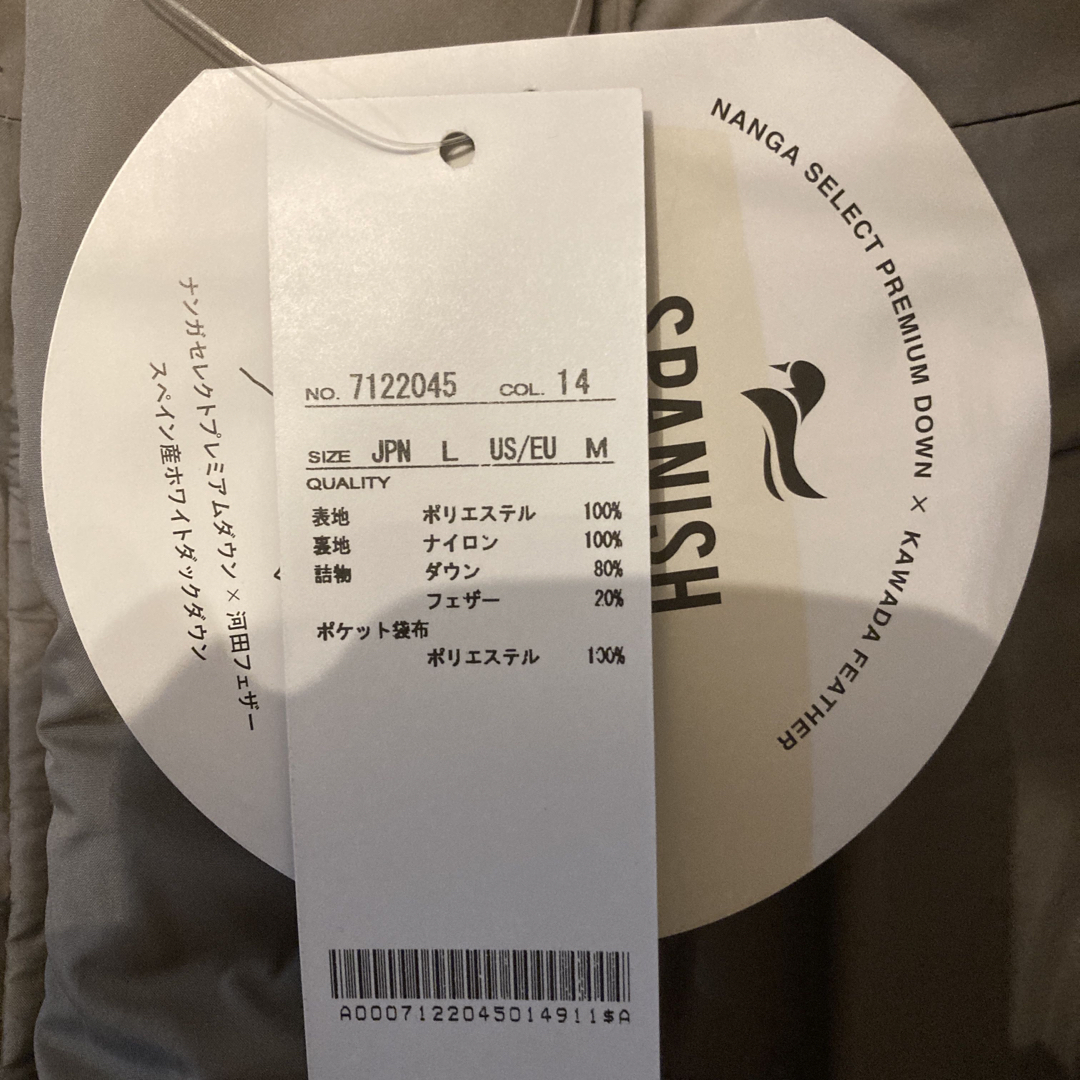 NANGA SELECT PREMIUM DOWN × KAWADA FEATHER
SPANISH
ナンガセレクトプレミアムダウン×河田フェザー
スペイン産ホワイトダックダウン
NO. 7122045 COL. 14
SIZE JPN L US/EU M
QUALITY
表地 ポリエステル 100%
裏地 ナイロン 100%
詰物 ダウン 80%
フェザー 20%
ポケット袋布
ポリエステル 100%
A0007122045014911$A